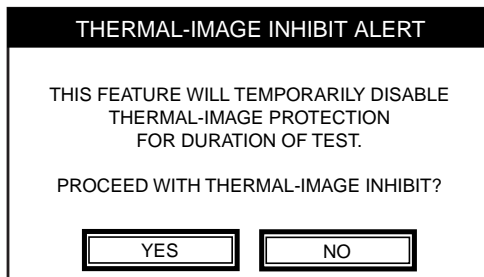 THERMAL-IMAGE INHIBIT ALERT
THIS FEATURE WILL TEMPORARILY DISABLE
THERMAL-IMAGE PROTECTION
FOR DURATION OF TEST.
PROCEED WITH THERMAL-IMAGE INHIBIT?
YES NO